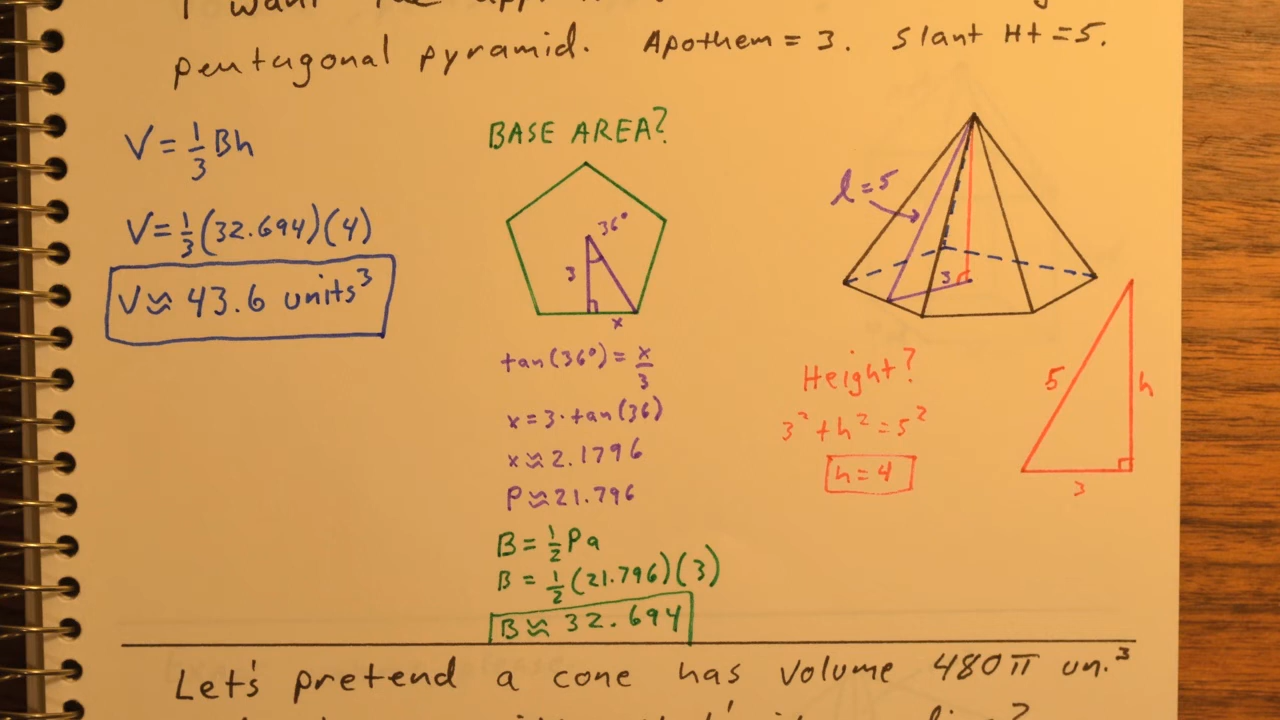 I want the
pentagonal pyramid. Apothem = 3. Slant Ht = 5.
V = 1/3 Bh
V = 1/3 (32.694)(4)
V ≈ 43.6 units³
BASE AREA?
36°
3
x
tan(36°) = x/3
x = 3·tan(36)
x ≈ 2.1796
P ≈ 21.796
B = 1/2 Pa
B = 1/2 (21.796)(3)
B ≈ 32.694
l = 5
3
Height?
3² + h² = 5²
h = 4
5
h
3
Let's pretend a cone has volume 480π un.³